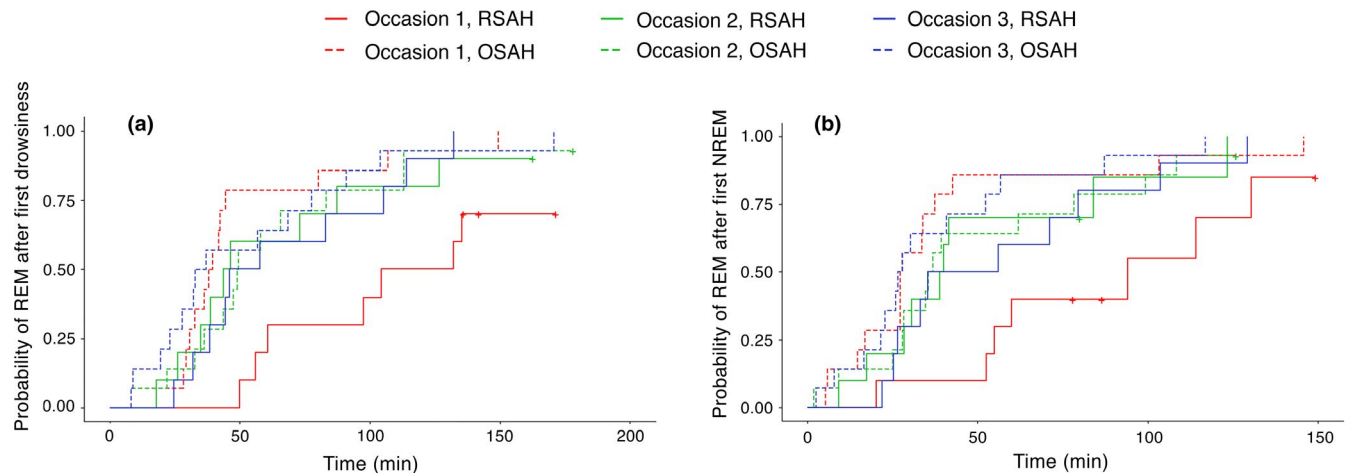 Occasion 1, RSAH
Occasion 2, RSAH
Occasion 3, RSAH
Occasion 1, OSAH
Occasion 2, OSAH
Occasion 3, OSAH
(a)
Probability of REM after first drowsiness
1.00
0.75
0.50
0.25
0.00
0
50
100
150
200
Time (min)
(b)
Probability of REM after first NREM
1.00
0.75
0.50
0.25
0.00
0
50
100
150
Time (min)